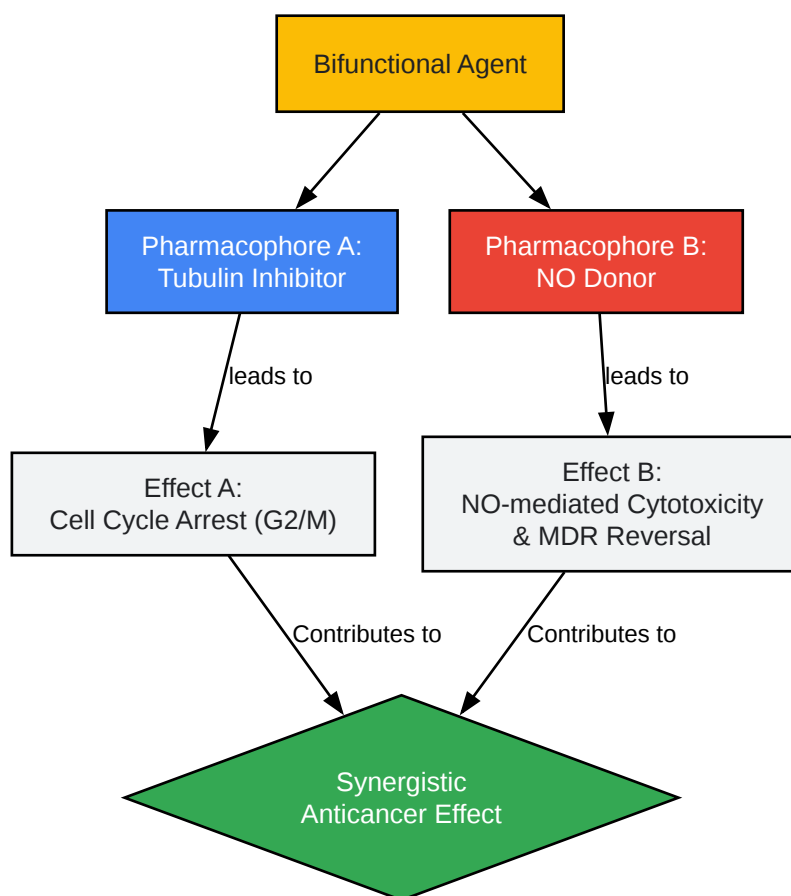 Bifunctional Agent
Pharmacophore A:
Tubulin Inhibitor
Pharmacophore B:
NO Donor
leads to
leads to
Effect A:
Cell Cycle Arrest (G2/M)
Effect B:
NO-mediated Cytotoxicity
& MDR Reversal
Contributes to
Contributes to
Synergistic
Anticancer Effect